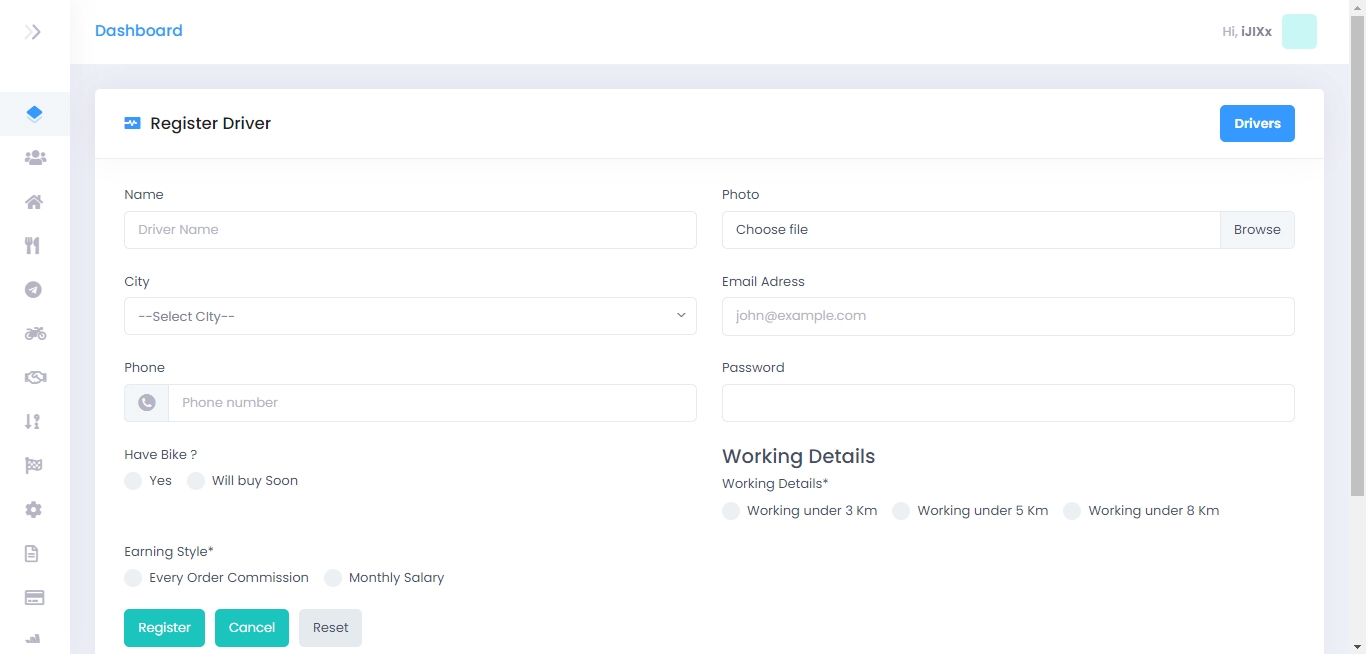 Dashboard
Hi, iJIXx
Register Driver
Drivers
Name
Photo
Driver Name
Choose file
Browse
City
Email Adress
--Select CIty--
john@example.com
Phone
Password
Phone number
Have Bike ?
Yes
Will buy Soon
Working Details
Working Details*
Working under 3 Km
Working under 5 Km
Working under 8 Km
Earning Style*
Every Order Commission
Monthly Salary
Register
Cancel
Reset